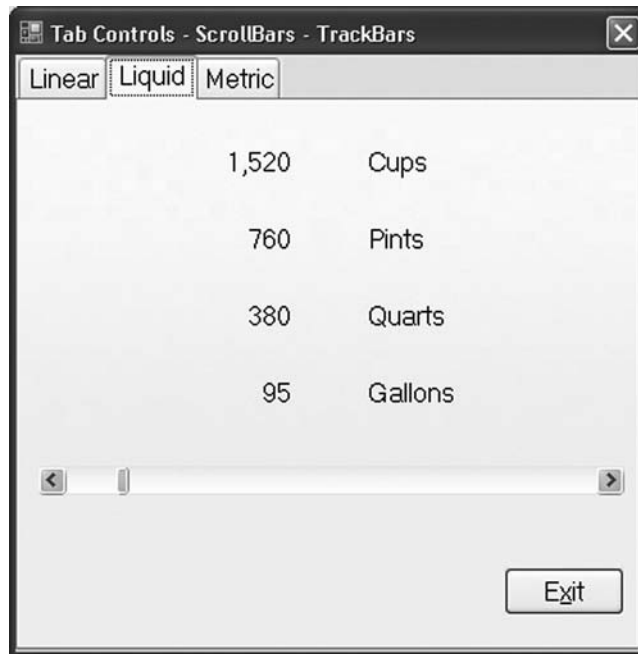 Tab Controls - ScrollBars - TrackBars
Linear Liquid Metric
1,520 Cups
760 Pints
380 Quarts
95 Gallons
Exit